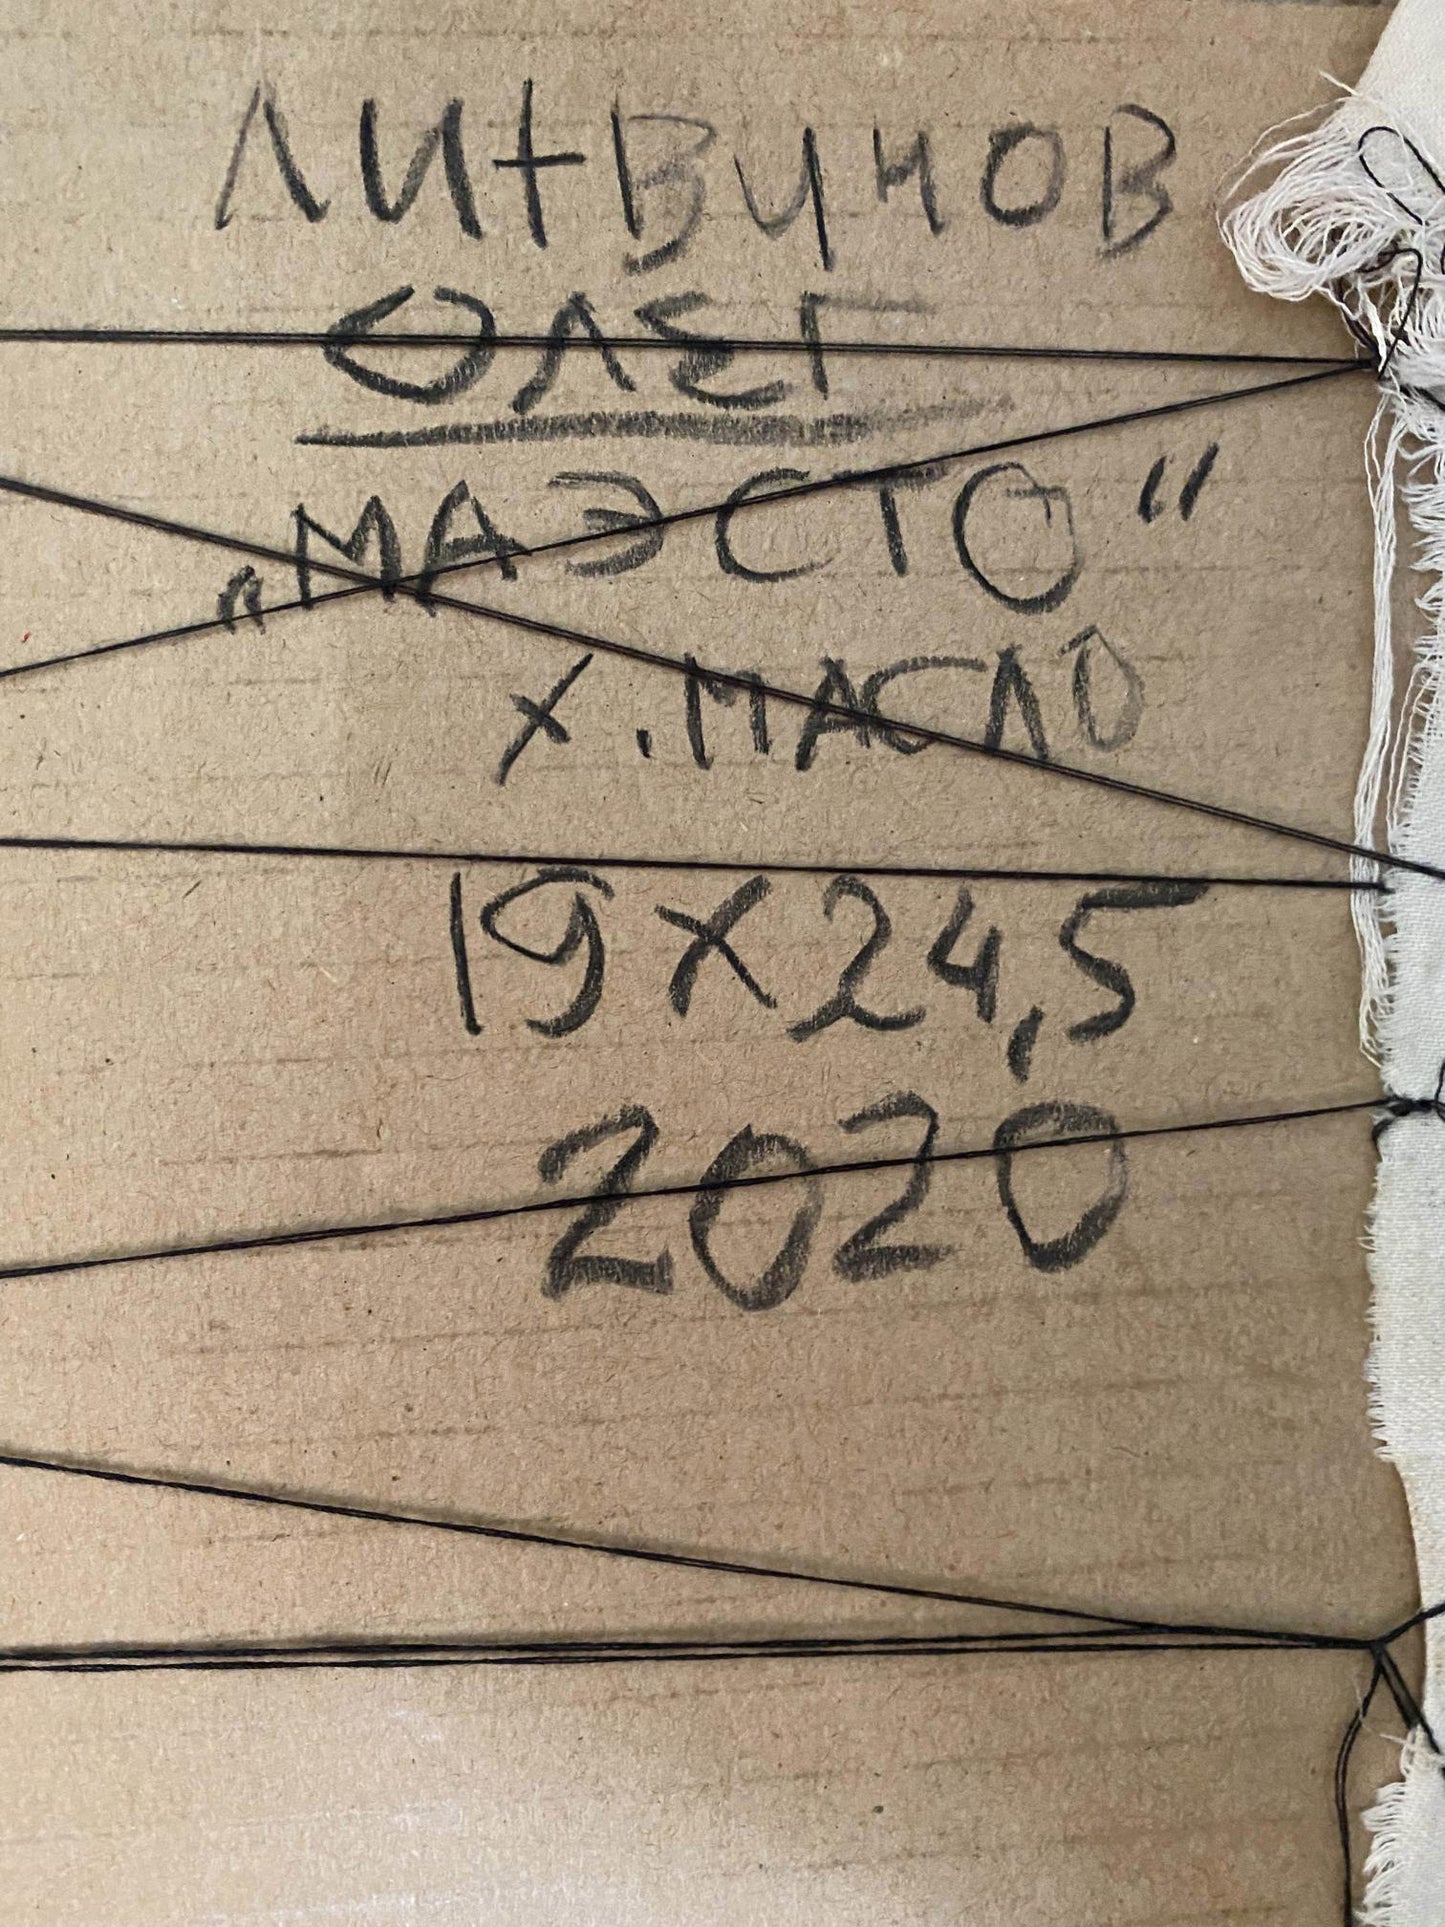 ЛИТВИНОВ
ОЛЕГ
„МАЭСТО“
Х.МАСЛО
19х24,5
2020